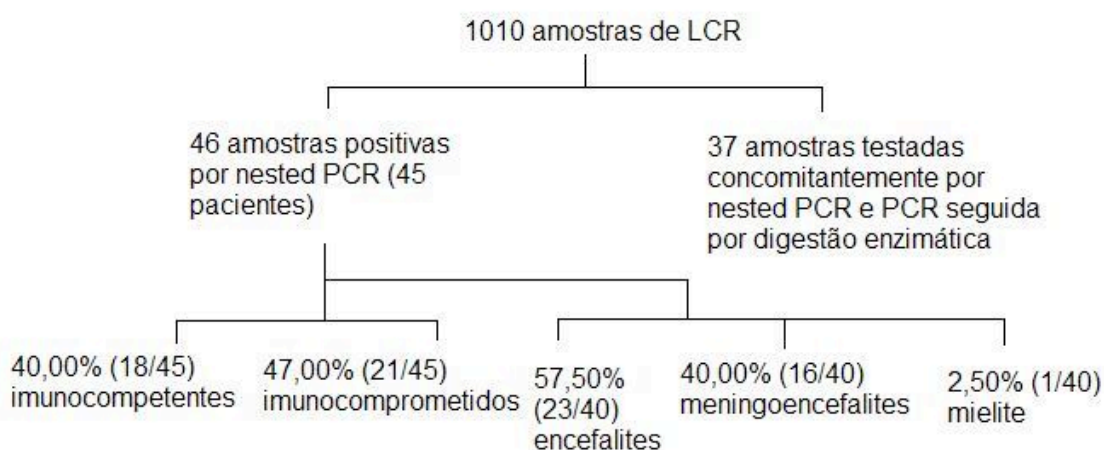 1010 amostras de LCR
46 amostras positivas
por nested PCR (45
pacientes)
37 amostras testadas
concomitantemente por
nested PCR e PCR seguida
por digestão enzimática
40,00% (18/45)
imunocompetentes
47,00% (21/45)
imunocomprometidos
57,50%
(23/40)
encefalites
40,00% (16/40)
meningoencefalites
2,50% (1/40)
mielite